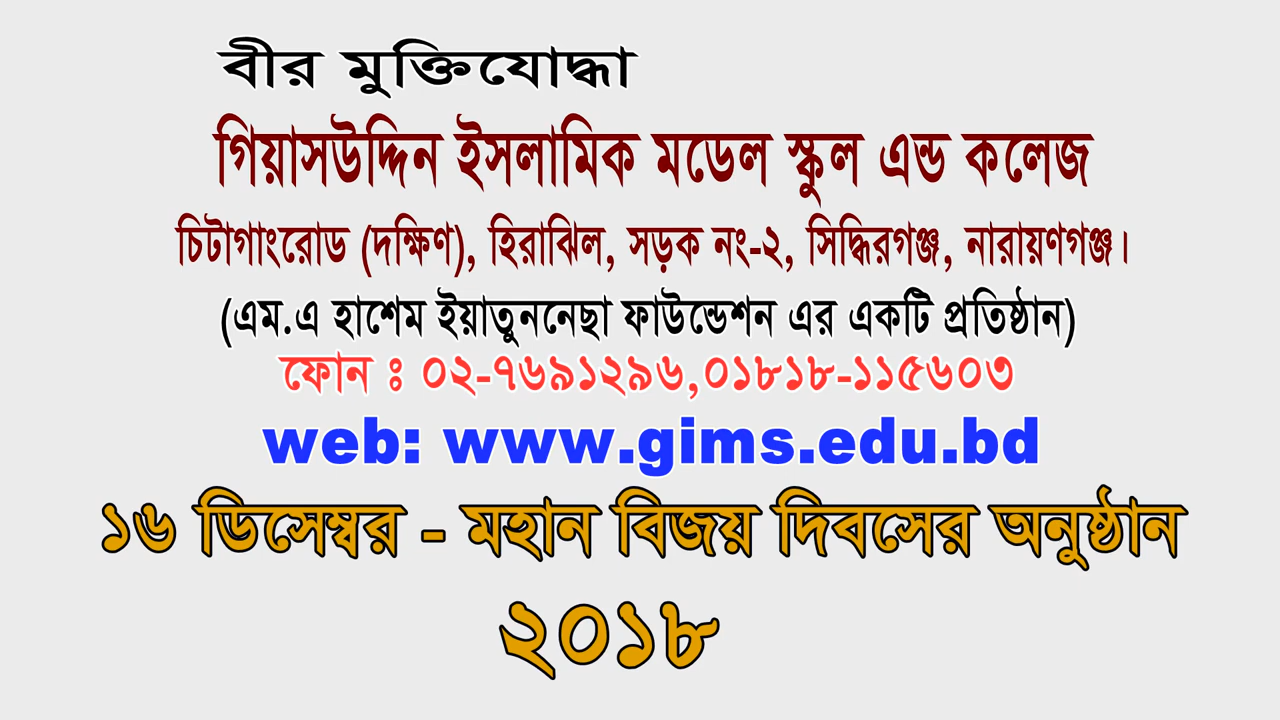 বীর মুক্তিযোদ্ধা
গিয়াসউদ্দিন ইসলামিক মডেল স্কুল এন্ড কলেজ
চিটাগাংরোড (দক্ষিণ), হিরাঝিল, সড়ক নং-২, সিদ্ধিরগঞ্জ, নারায়ণগঞ্জ।
(এম.এ হাশেম ইয়াতুননেছা ফাউন্ডেশন এর একটি প্রতিষ্ঠান)
ফোন ঃ ০২-৭৬৯১২৯৬,০১৮১৮-১১৫৬০৩
web: www.gims.edu.bd
১৬ ডিসেম্বর - মহান বিজয় দিবসের অনুষ্ঠান
২০১৮